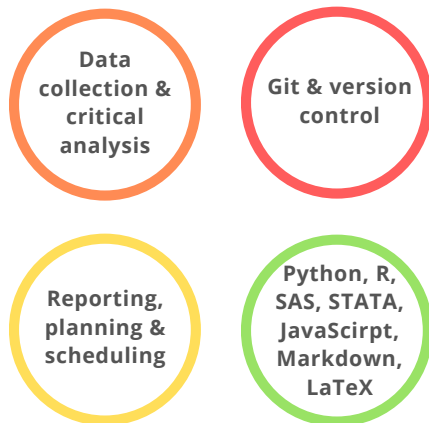 Data
collection &
critical
analysis
Git & version
control
Reporting,
planning &
scheduling
Python, R,
SAS, STATA,
JavaScirpt,
Markdown,
LaTeX